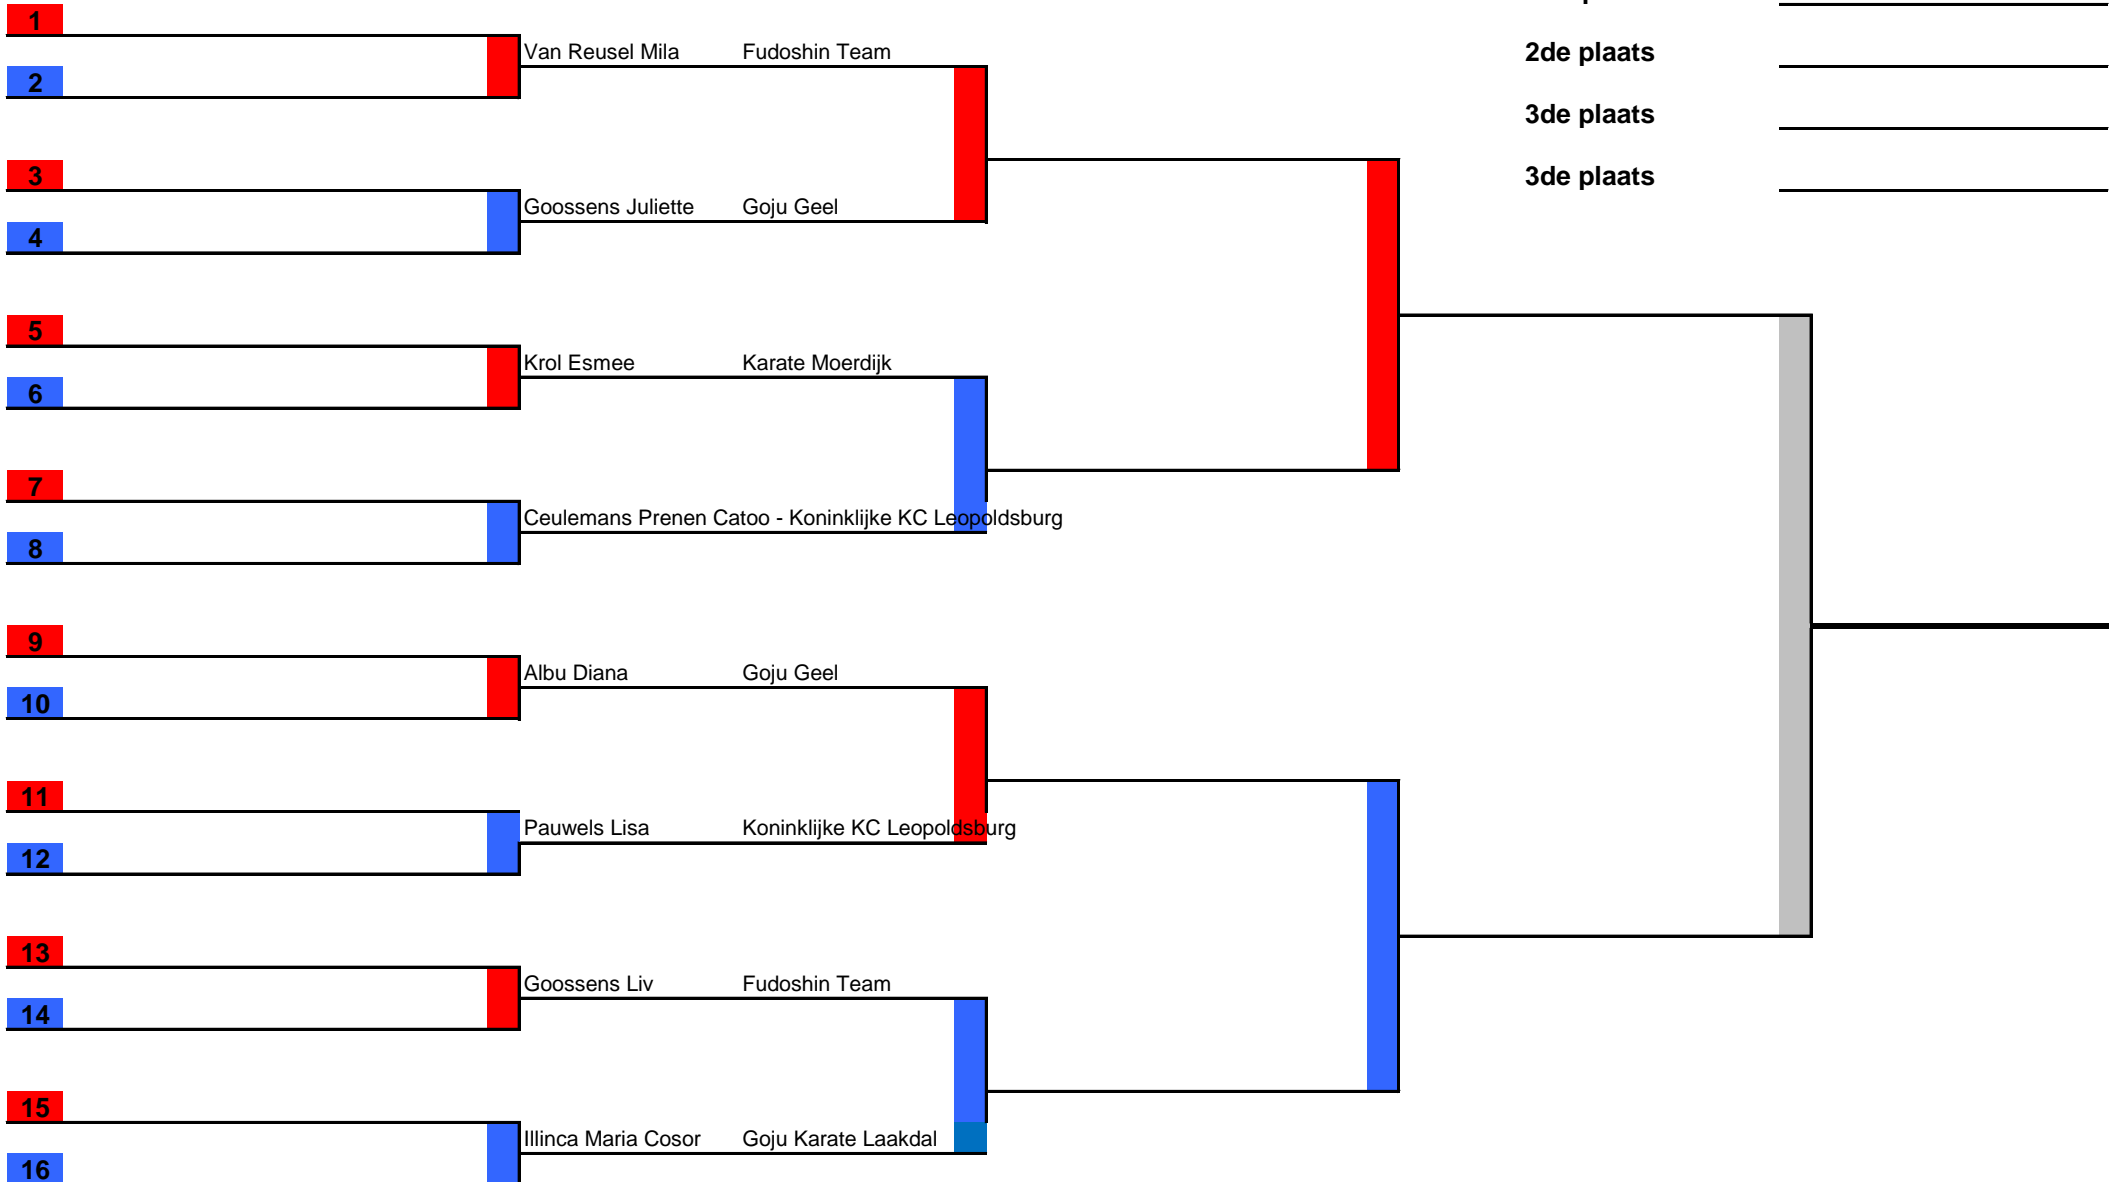 1
Van Reusel Mila Fudoshin Team
2de plaats
2
3de plaats
3
3de plaats
Goossens Juliette Goju Geel
4
5
Krol Esmee Karate Moerdijk
6
7
Ceulemans Prenen Catoo - Koninklijke KC Leopoldsburg
8
9
Albu Diana Goju Geel
10
11
Pauwels Lisa Koninklijke KC Leopoldsburg
12
13
Goossens Liv Fudoshin Team
14
15
Illinca Maria Cosor Goju Karate Laakdal
16